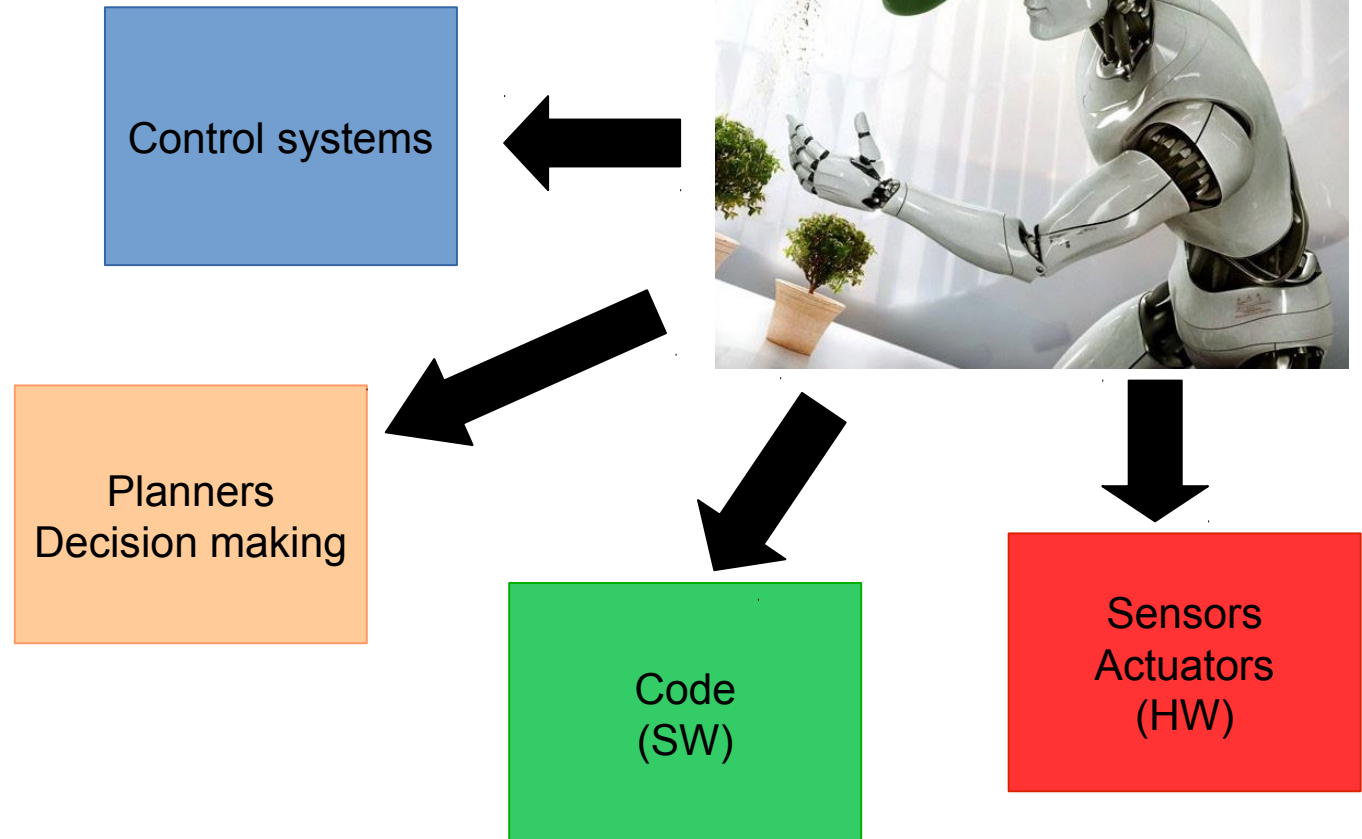 Control systems
Planners
Decision making
Code
(SW)
Sensors
Actuators
(HW)